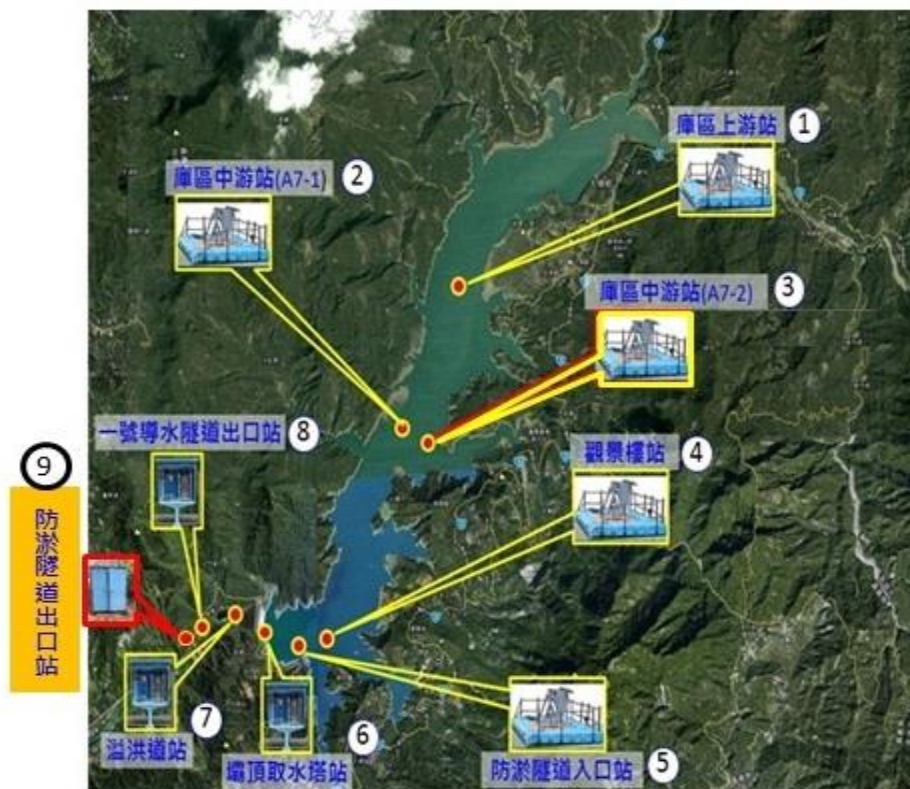 庫區上游站 1
庫區中游站(A7-1) 2
庫區中游站(A7-2) 3
一號導水隧道出口站 8
觀景樓站 4
9
防淤隧道出口站
溢洪道站 7
壩頂取水塔站 6
防淤隧道入口站 5